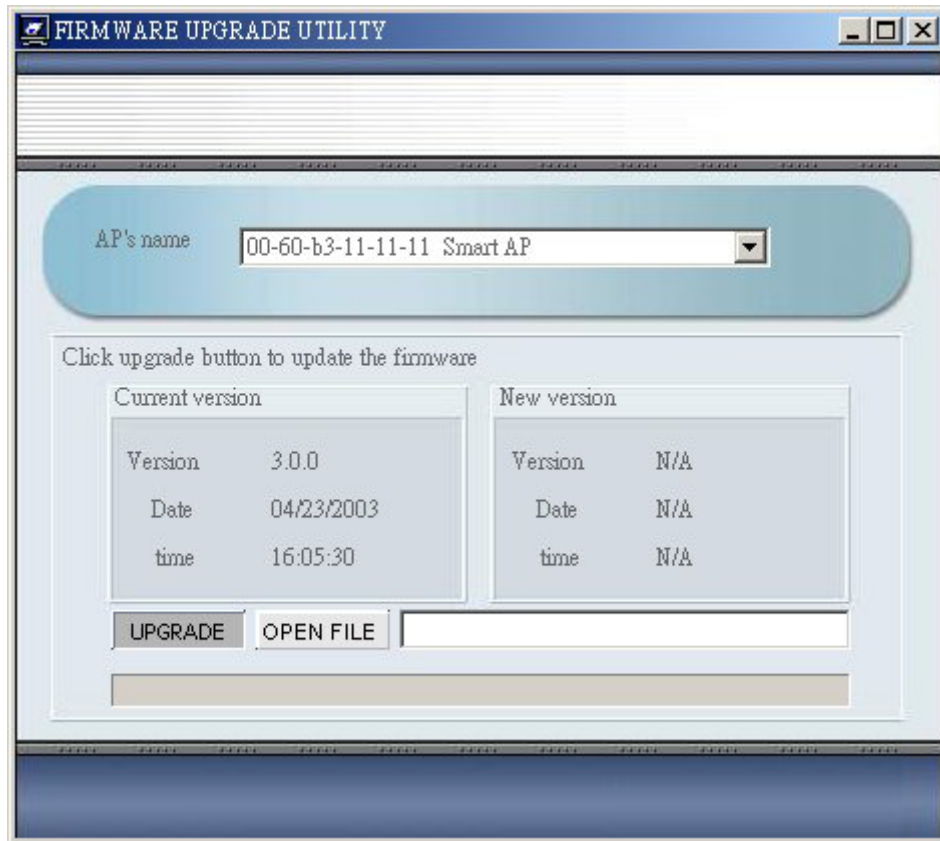 FIRMWARE UPGRADE UTILITY
AP's name
00-60-b3-11-11-11 Smart AP
Click upgrade button to update the firmware
Current version
Version 3.0.0
Date 04/23/2003
time 16:05:30
New version
Version N/A
Date N/A
time N/A
UPGRADE OPEN FILE